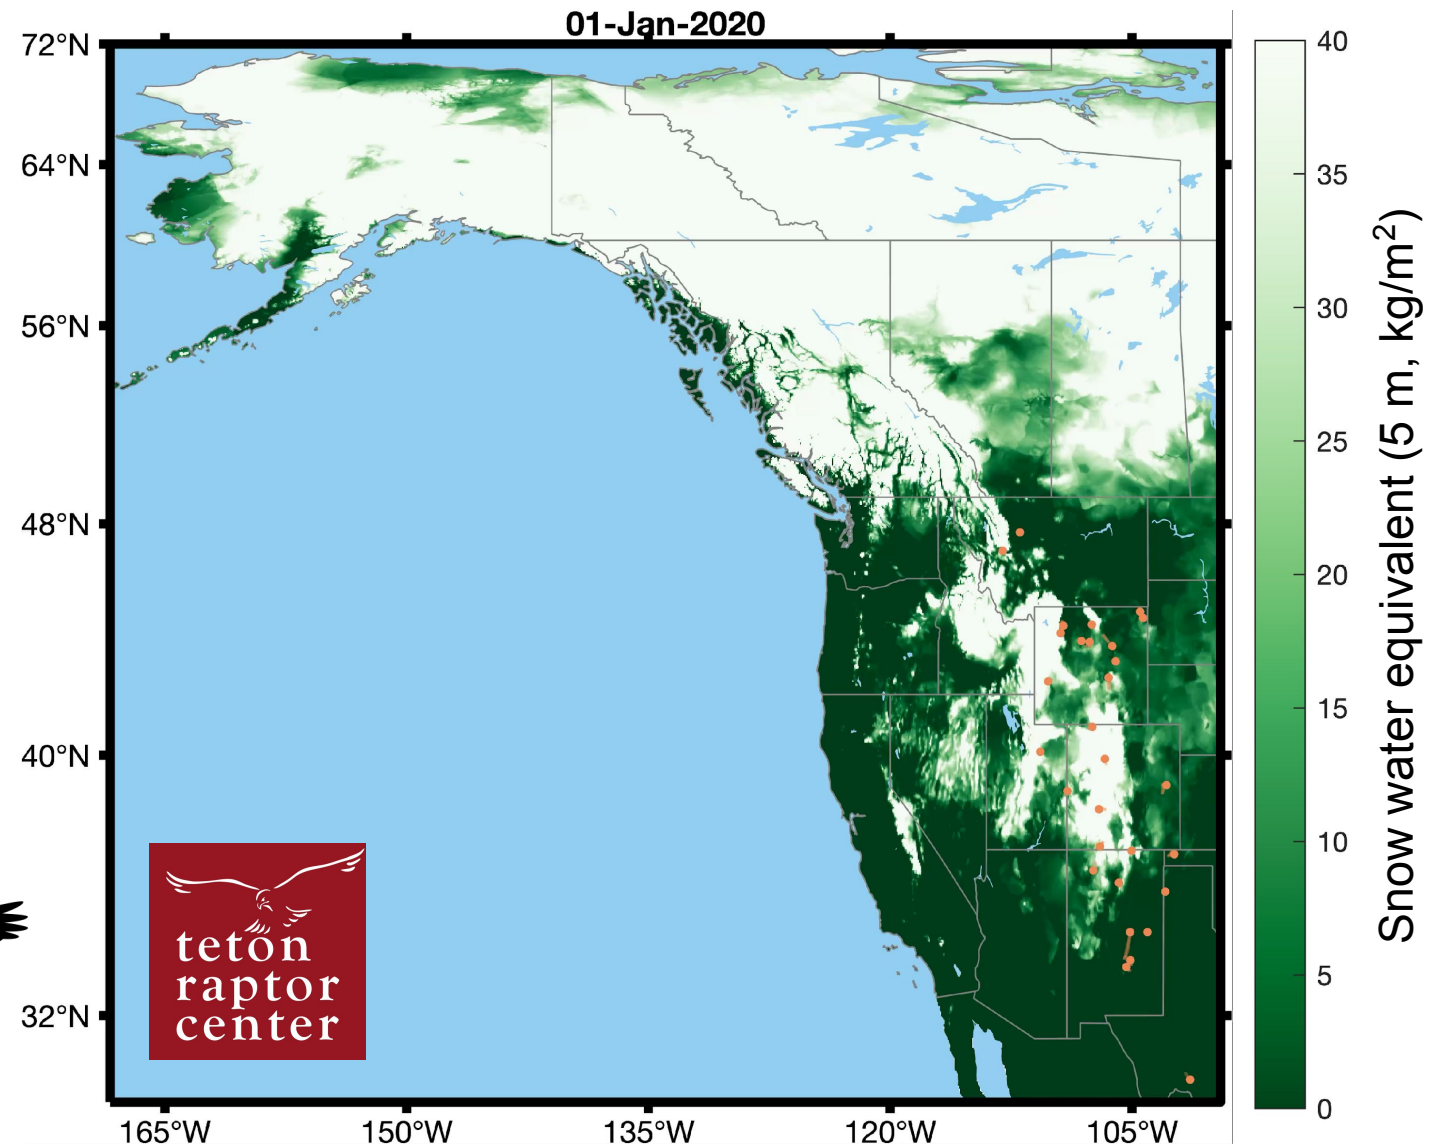 01-Jan-2020
72°N
64°N
56°N
48°N
40°N
32°N
165°W
150°W
135°W
120°W
105°W
teton
raptor
center
40
35
30
25
20
15
10
5
0
Snow water equivalent (5 m, kg/m²)